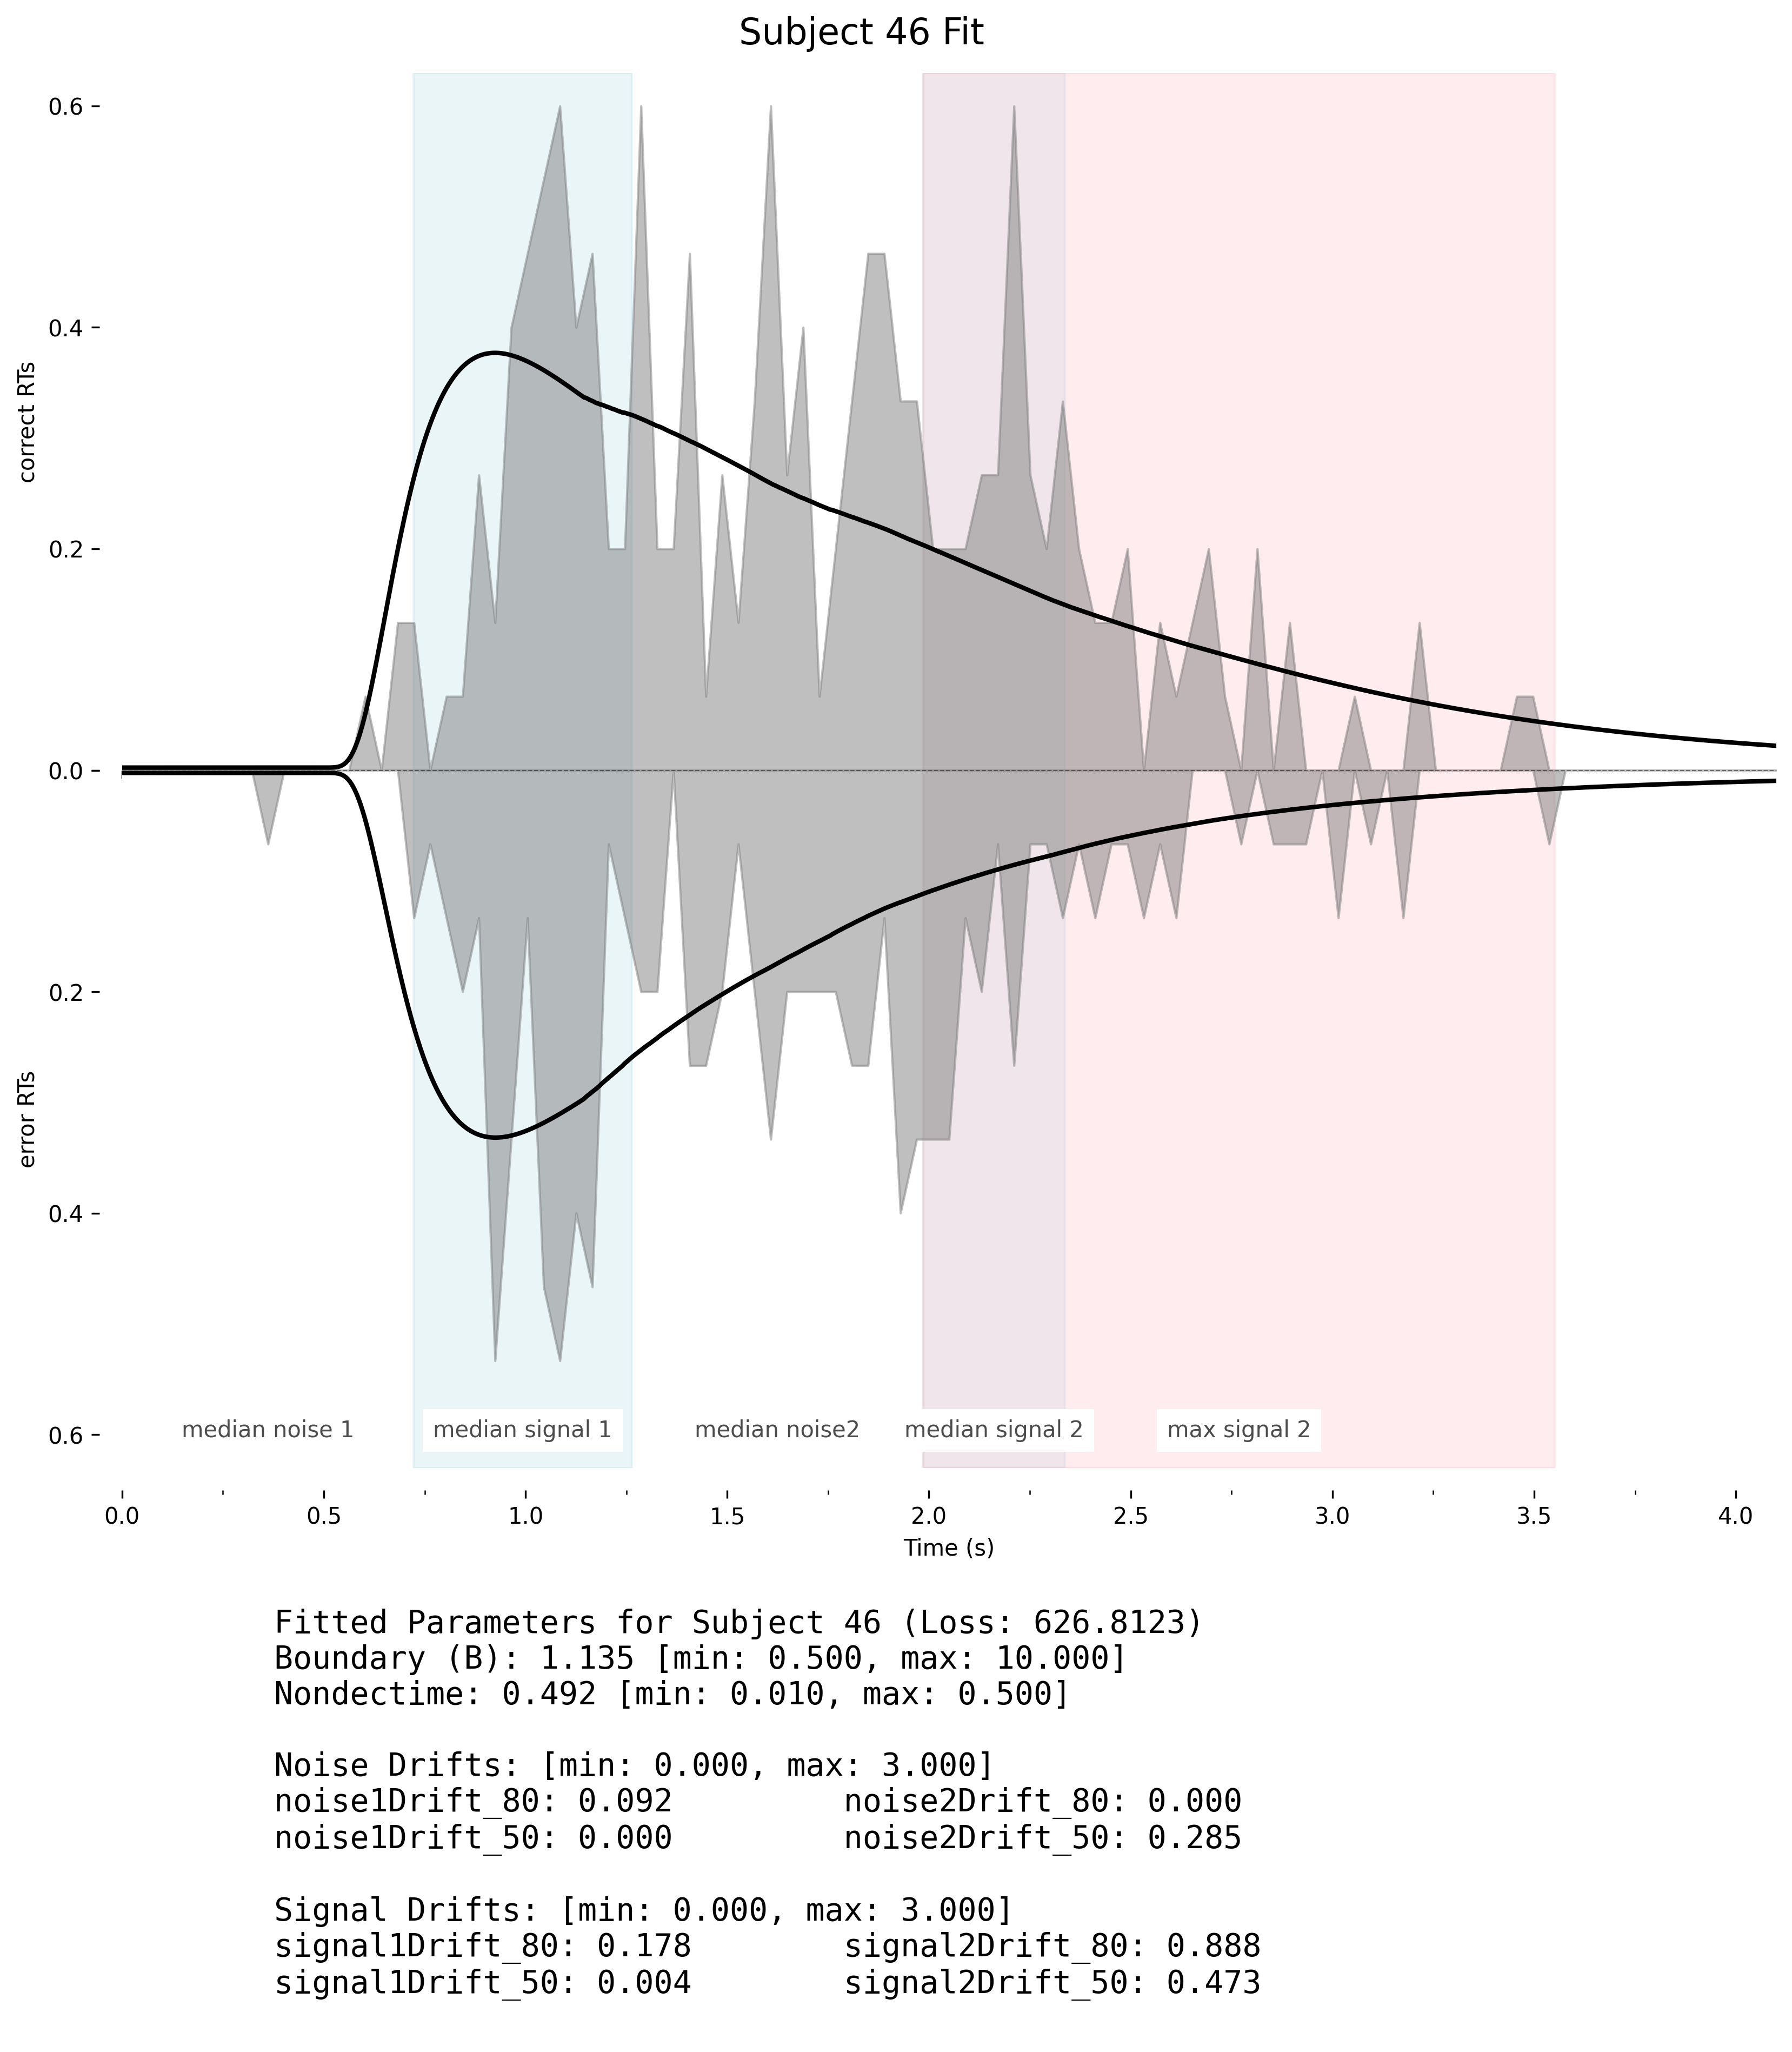 Subject 46 Fit
0.6
0.4
0.2
0.0
0.2
0.4
0.6
correct RTs
error RTs
median noise 1
median signal 1
median noise2
median signal 2
max signal 2
0.0 0.5 1.0 1.5 2.0 2.5 3.0 3.5 4.0
Time (s)
Fitted Parameters for Subject 46 (Loss: 626.8123)
Boundary (B): 1.135 [min: 0.500, max: 10.000]
Nondectime: 0.492 [min: 0.010, max: 0.500]
Noise Drifts: [min: 0.000, max: 3.000]
noise1Drift_80: 0.092 noise2Drift_80: 0.000
noise1Drift_50: 0.000 noise2Drift_50: 0.285
Signal Drifts: [min: 0.000, max: 3.000]
signal1Drift_80: 0.178 signal2Drift_80: 0.888
signal1Drift_50: 0.004 signal2Drift_50: 0.473